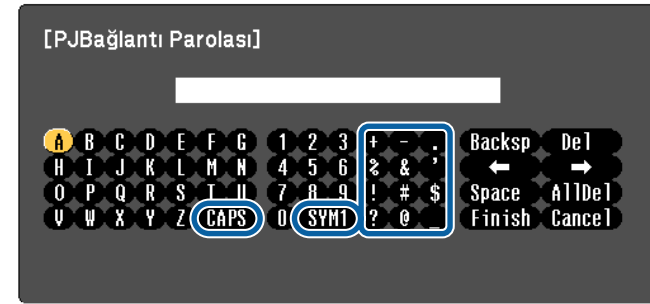 [PJBağlantı Parolası]
A B C D E F G 1 2 3 + - . Backsp Del
H I J K L M N 4 5 6 % & ' ← →
O P Q R S T U 7 8 9 ! # $ Space AllDel
V W X Y Z CAPS 0 SYM1 ? @ _ Finish Cancel